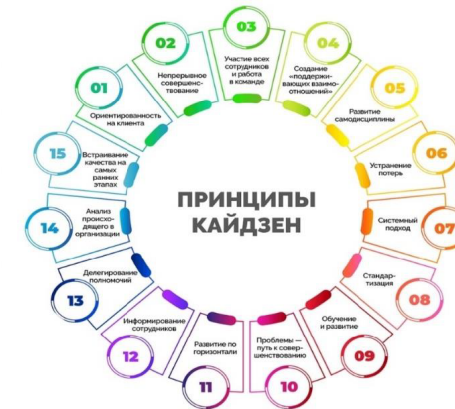 ПРИНЦИПЫ
КАЙДЗЕН
01
Ориентированность
на клиента
02
Непрерывное
совершенс-
ствование
03
Участие всех
сотрудников
и работа
в команде
04
Создание
«поддержи-
вающих взаимо-
отношений»
05
Развитие
самодисциплины
06
Устранение
потерь
07
Системный
подход
08
Стандар-
тизация
09
Обучение
и развитие
10
Проблемы —
путь к совер-
шенствованию
11
Развитие по
горизонтали
12
Информирование
сотрудников
13
Делегирование
полномочий
14
Анализ
происхо-
дящего в
организации
15
Встраивание
качества на
самых
ранних
этапах